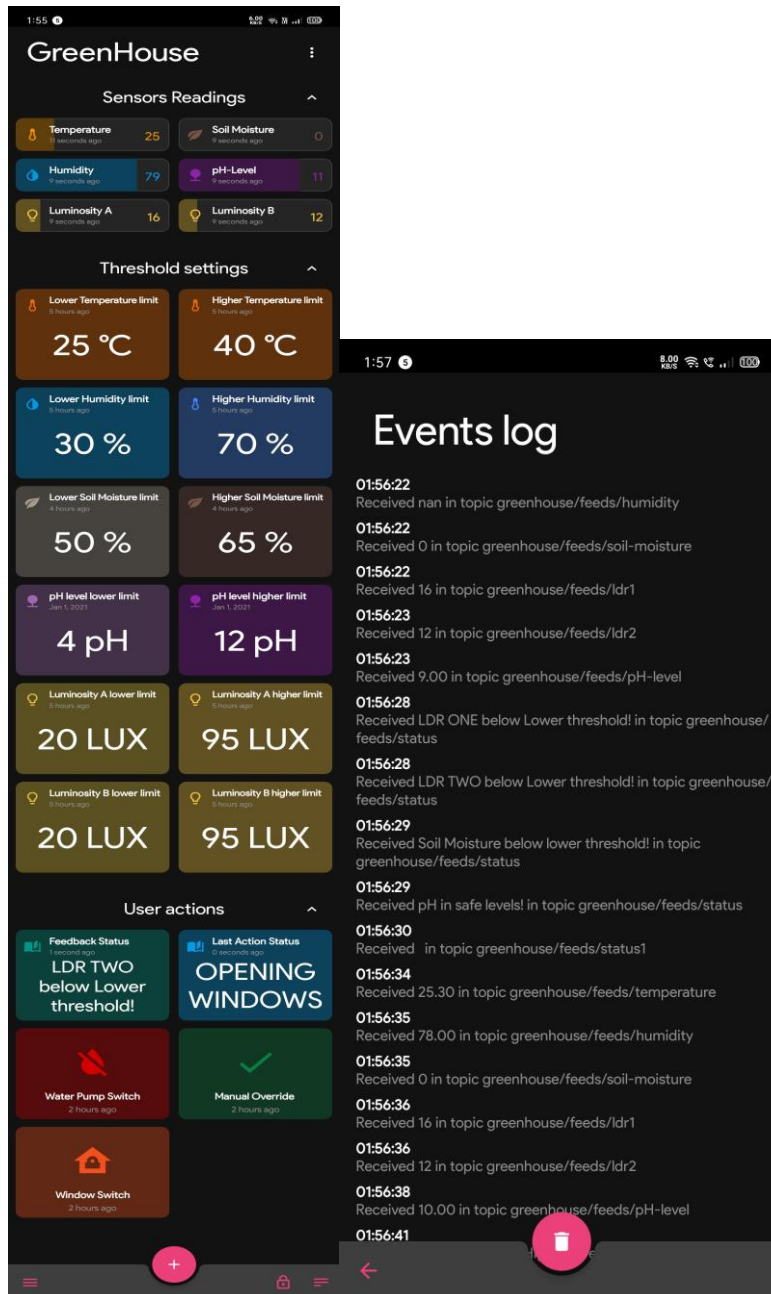 1:55 S 6.00 KB/S 100
GreenHouse
Sensors Readings
Temperature
11 seconds ago
25
Soil Moisture
9 seconds ago
0
Humidity
9 seconds ago
79
pH-Level
9 seconds ago
11
Luminosity A
9 seconds ago
16
Luminosity B
9 seconds ago
12
Threshold settings
Lower Temperature limit
5 hours ago
25 °C
Higher Temperature limit
5 hours ago
40 °C
Lower Humidity limit
5 hours ago
30 %
Higher Humidity limit
5 hours ago
70 %
Lower Soil Moisture limit
4 hours ago
50 %
Higher Soil Moisture limit
4 hours ago
65 %
pH level lower limit
Jan 1, 2021
4 pH
pH level higher limit
Jan 1, 2021
12 pH
Luminosity A lower limit
5 hours ago
20 LUX
Luminosity A higher limit
5 hours ago
95 LUX
Luminosity B lower limit
5 hours ago
20 LUX
Luminosity B higher limit
5 hours ago
95 LUX
User actions
Feedback Status
1 second ago
LDR TWO
below Lower
threshold!
Last Action Status
0 seconds ago
OPENING
WINDOWS
Water Pump Switch
2 hours ago
Manual Override
2 hours ago
Window Switch
2 hours ago
1:57 S 8.00 KB/S 100
Events log
01:56:22
Received nan in topic greenhouse/feeds/humidity
01:56:22
Received 0 in topic greenhouse/feeds/soil-moisture
01:56:22
Received 16 in topic greenhouse/feeds/ldr1
01:56:23
Received 12 in topic greenhouse/feeds/ldr2
01:56:23
Received 9.00 in topic greenhouse/feeds/pH-level
01:56:28
Received LDR ONE below Lower threshold! in topic greenhouse/
feeds/status
01:56:28
Received LDR TWO below Lower threshold! in topic greenhouse/
feeds/status
01:56:29
Received Soil Moisture below lower threshold! in topic
greenhouse/feeds/status
01:56:29
Received pH in safe levels! in topic greenhouse/feeds/status
01:56:30
Received in topic greenhouse/feeds/status1
01:56:34
Received 25.30 in topic greenhouse/feeds/temperature
01:56:35
Received 78.00 in topic greenhouse/feeds/humidity
01:56:35
Received 0 in topic greenhouse/feeds/soil-moisture
01:56:36
Received 16 in topic greenhouse/feeds/ldr1
01:56:36
Received 12 in topic greenhouse/feeds/ldr2
01:56:38
Received 10.00 in topic greenhouse/feeds/pH-level
01:56:41